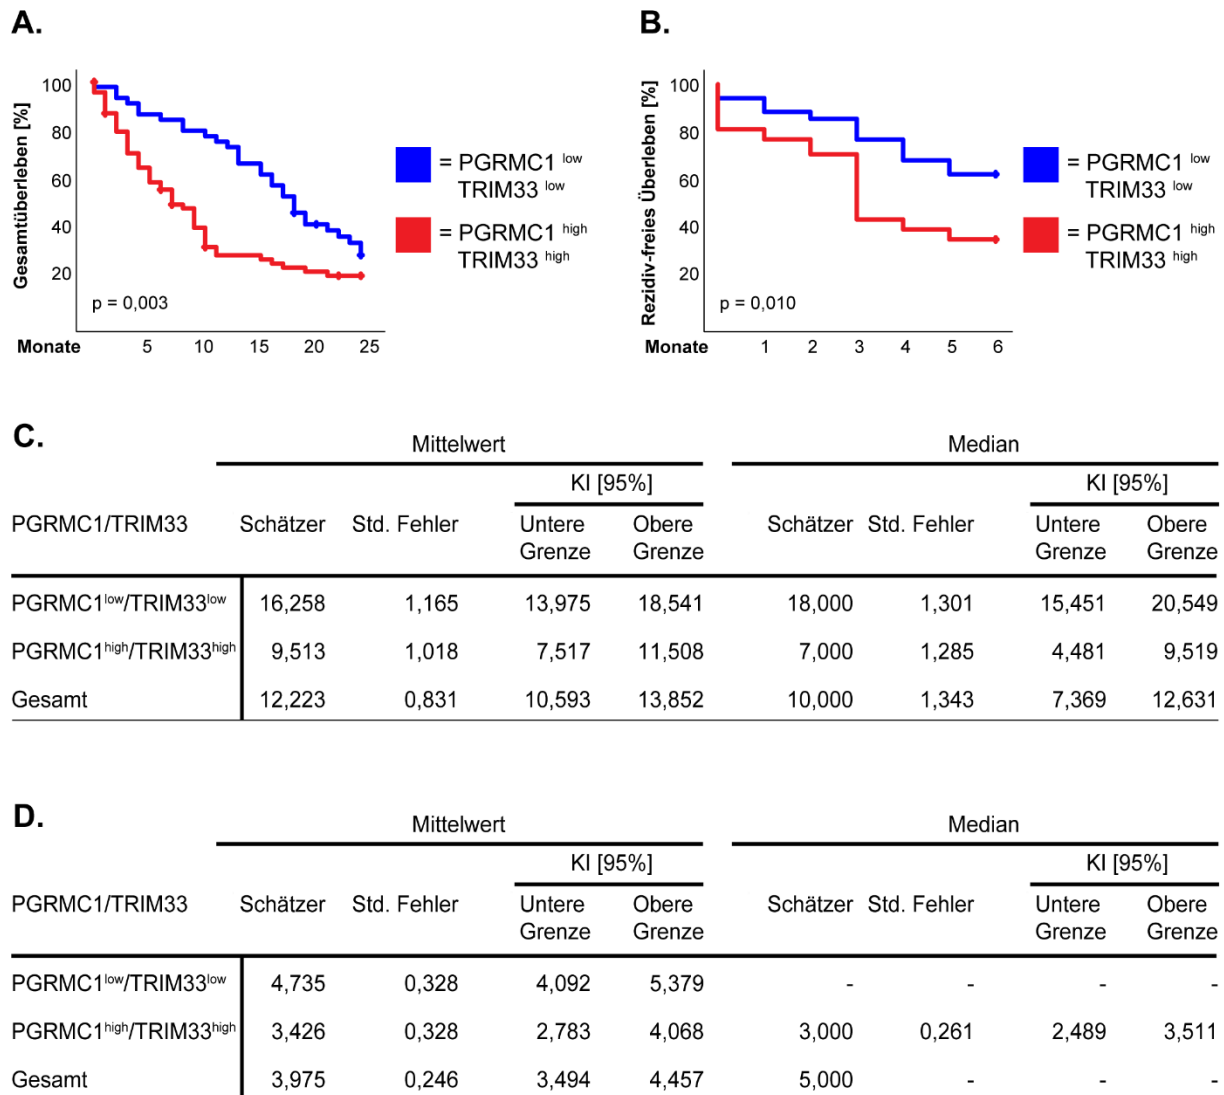 A.
Gesamtüberleben [%]
100
80
60
40
20
p = 0,003
Monate 5 10 15 20 25
= PGRMC1 low
TRIM33 low
= PGRMC1 high
TRIM33 high
B.
Rezidiv-freies Überleben [%]
100
80
60
40
20
p = 0,010
Monate 1 2 3 4 5 6
= PGRMC1 low
TRIM33 low
= PGRMC1 high
TRIM33 high
C.
Mittelwert Median
KI [95%] KI [95%]
PGRMC1/TRIM33 Schätzer Std. Fehler Untere Obere Schätzer Std. Fehler Untere Obere
Grenze Grenze Grenze Grenze
PGRMC1low/TRIM33low 16,258 1,165 13,975 18,541 18,000 1,301 15,451 20,549
PGRMC1high/TRIM33high 9,513 1,018 7,517 11,508 7,000 1,285 4,481 9,519
Gesamt 12,223 0,831 10,593 13,852 10,000 1,343 7,369 12,631
D.
Mittelwert Median
KI [95%] KI [95%]
PGRMC1/TRIM33 Schätzer Std. Fehler Untere Obere Schätzer Std. Fehler Untere Obere
Grenze Grenze Grenze Grenze
PGRMC1low/TRIM33low 4,735 0,328 4,092 5,379 - - - -
PGRMC1high/TRIM33high 3,426 0,328 2,783 4,068 3,000 0,261 2,489 3,511
Gesamt 3,975 0,246 3,494 4,457 5,000 - - -